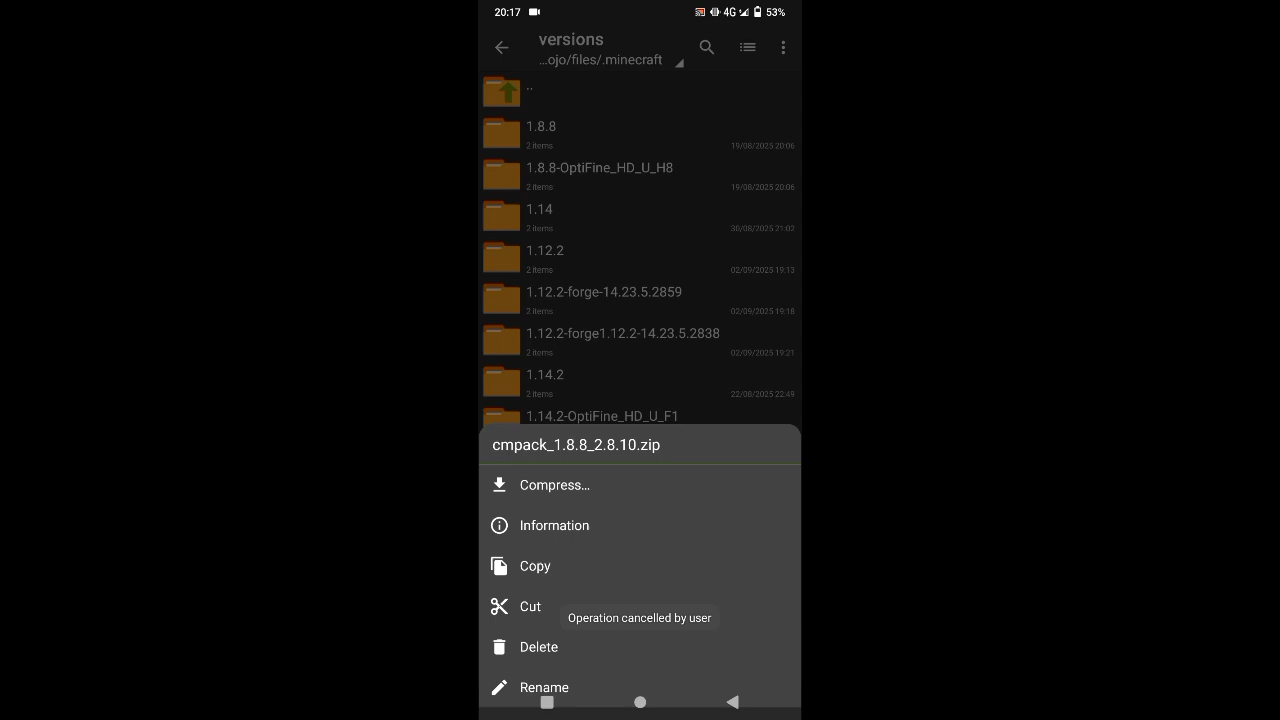 20:17 4G 53%
versions
...ojo/files/.minecraft
..
1.8.8
2 items 19/08/2025 20:06
1.8.8-OptiFine_HD_U_H8
2 items 19/08/2025 20:06
1.14
2 items 30/08/2025 21:02
1.12.2
2 items 02/09/2025 19:13
1.12.2-forge-14.23.5.2859
2 items 02/09/2025 19:18
1.12.2-forge1.12.2-14.23.5.2838
2 items 02/09/2025 19:21
1.14.2
2 items 22/08/2025 22:49
1.14.2-OptiFine_HD_U_F1
cmpack_1.8.8_2.8.10.zip
Compress...
Information
Copy
Cut
Operation cancelled by user
Delete
Rename